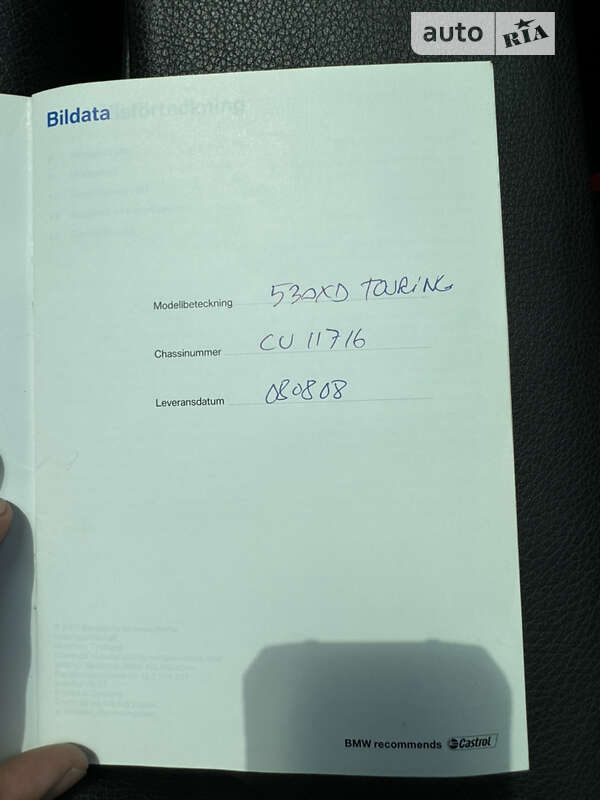 auto RIA
Bildata
Modellbeteckning 530XD TOURING
Chassinummer CU 11716
Leveransdatum 080808
BMW recommends Castrol